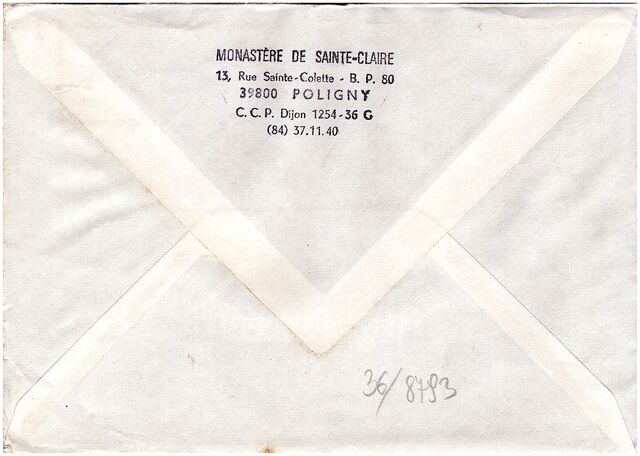 MONASTÈRE DE SAINTE-CLAIRE
13, Rue Sainte-Colette - B. P. 80
39800 POLIGNY
C. C. P. Dijon 1254-36 G
(84) 37.11.40
36/8793